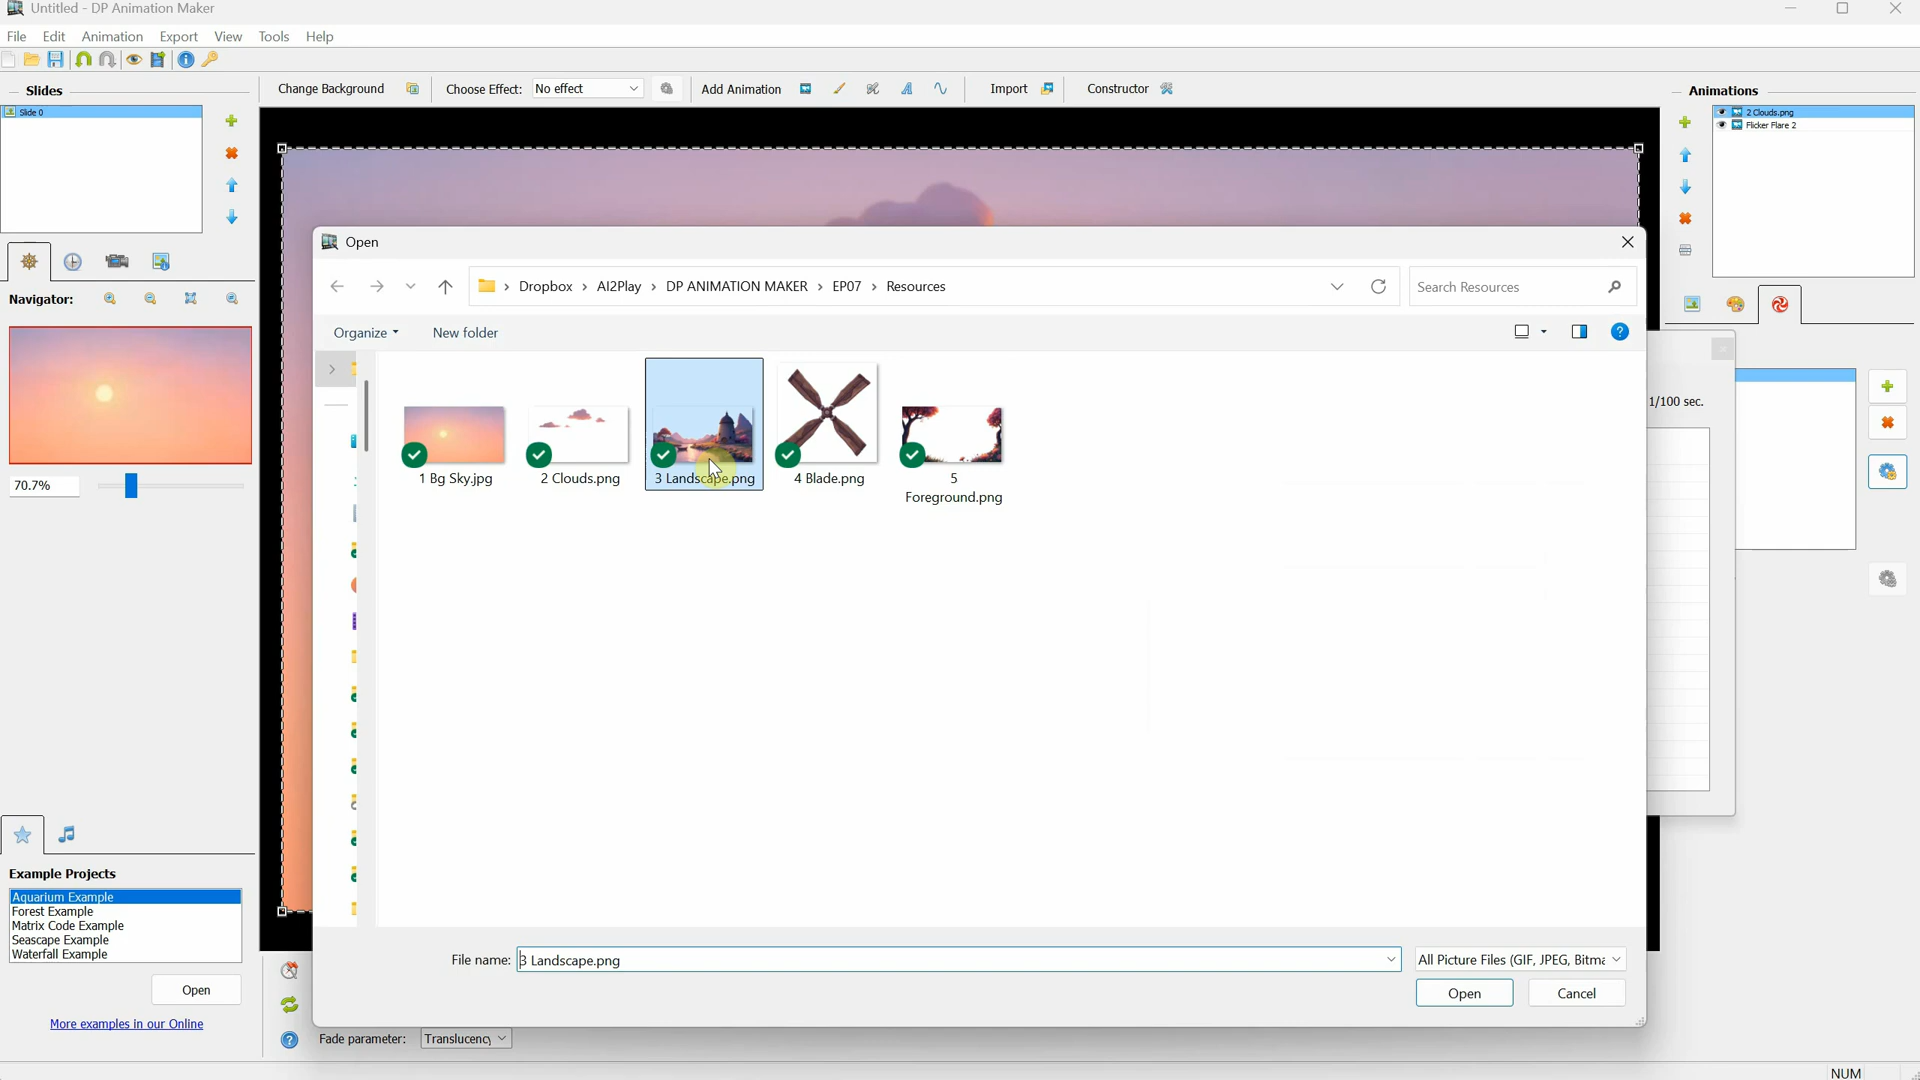 Untitled - DP Animation Maker
File Edit Animation Export View Tools Help
Slides
Change Background
Choose Effect:
No effect
Add Animation
Import
Constructor
Animations
Slide 0
2 Clouds.png
Flicker Flare 2
Open
Dropbox
AI2Play
DP ANIMATION MAKER
EP07
Resources
Search Resources
Navigator:
Organize
New folder
1/100 sec.
1 Bg Sky.jpg
2 Clouds.png
3 Landscape.png
4 Blade.png
5
Foreground.png
70.7%
Example Projects
Aquarium Example
Forest Example
Matrix Code Example
Seascape Example
Waterfall Example
File name:
3 Landscape.png
All Picture Files (GIF, JPEG, Bitma
Open
Open
Cancel
More examples in our Online
Fade parameter:
Translucency
NUM